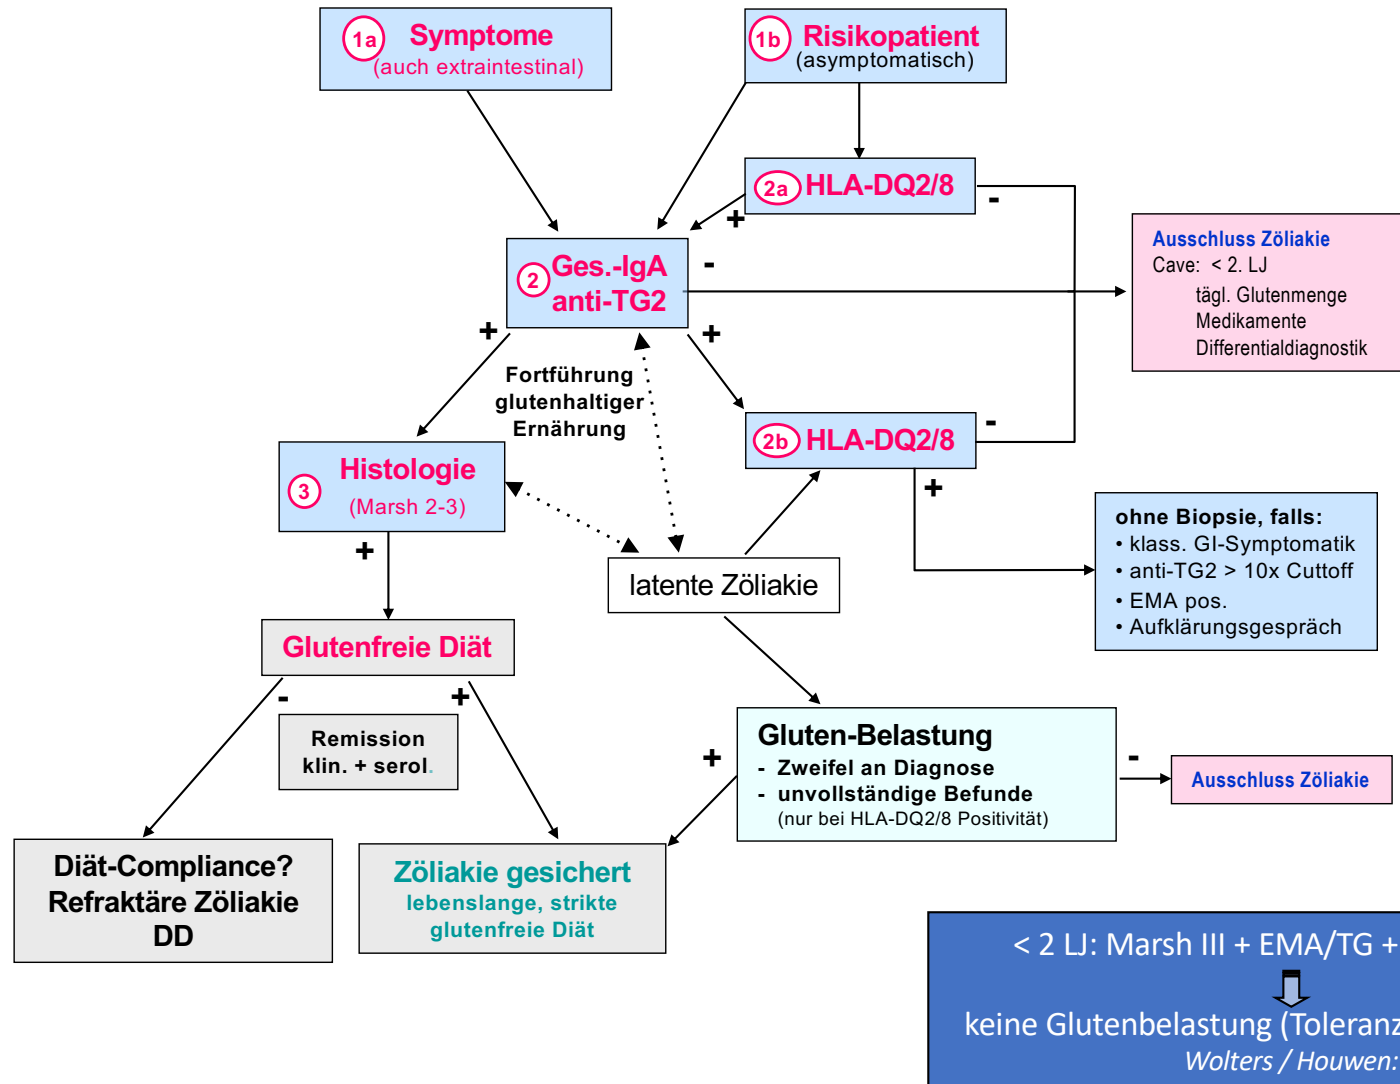 1a Symptome
(auch extraintestinal)
1b Risikopatient
(asymptomatisch)
2a HLA-DQ2/8
-
+
Ausschluss Zöliakie
Cave: < 2. LJ
tägl. Glutenmenge
Medikamente
Differentialdiagnostik
2 Ges.-IgA
anti-TG2
-
+
+
Fortführung
glutenhaltiger
Ernährung
2b HLA-DQ2/8
-
+
3 Histologie
(Marsh 2-3)
+
ohne Biopsie, falls:
• klass. GI-Symptomatik
• anti-TG2 > 10x Cuttoff
• EMA pos.
• Aufklärungsgespräch
latente Zöliakie
Glutenfreie Diät
-
+
Remission
klin. + serol.
Gluten-Belastung
- Zweifel an Diagnose
- unvollständige Befunde
(nur bei HLA-DQ2/8 Positivität)
+
-
Ausschluss Zöliakie
Diät-Compliance?
Refraktäre Zöliakie
DD
Zöliakie gesichert
lebenslange, strikte
glutenfreie Diät
< 2 LJ: Marsh III + EMA/TG +
keine Glutenbelastung (Toleranz
Wolters / Houwen: